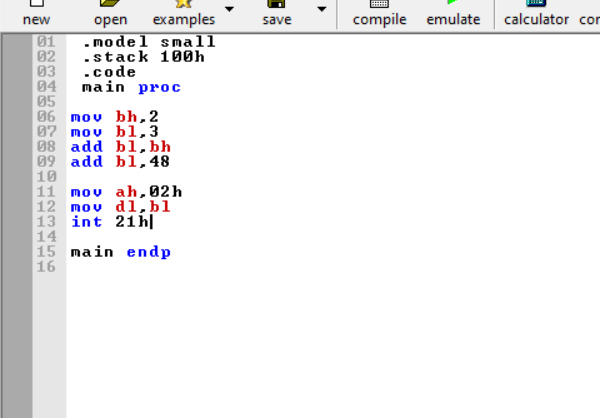 new open examples save compile emulate calculator
01 .model small
02 .stack 100h
03 .code
04 main proc
05
06 mov bh,2
07 mov bl,3
08 add bl,bh
09 add bl,48
10
11 mov ah,02h
12 mov dl,bl
13 int 21h
14
15 main endp
16